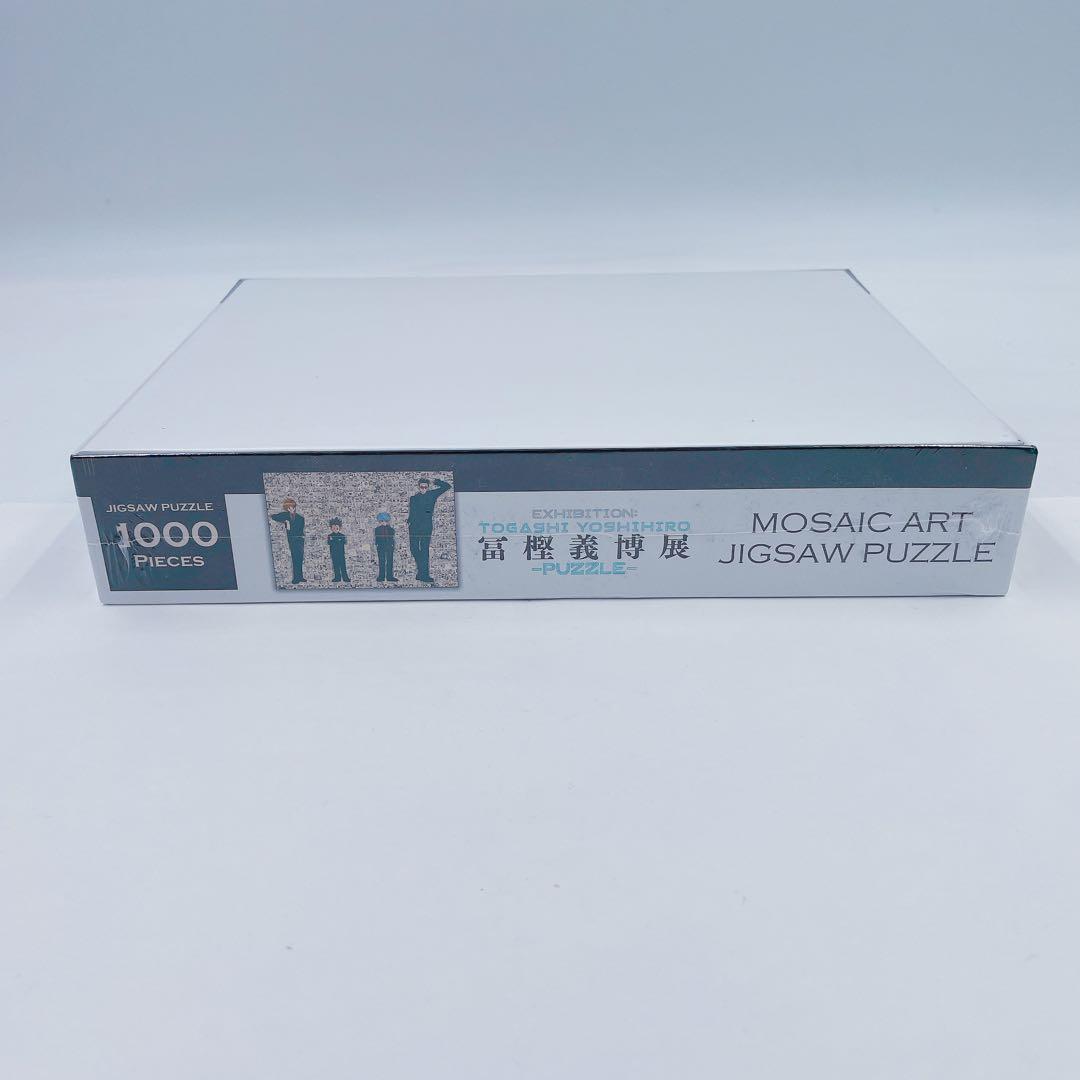 JIGSAW PUZZLE
1000
PIECES
EXHIBITION:
TOGASHI YOSHIHIRO
冨樫義博展
-PUZZLE-
MOSAIC ART
JIGSAW PUZZLE